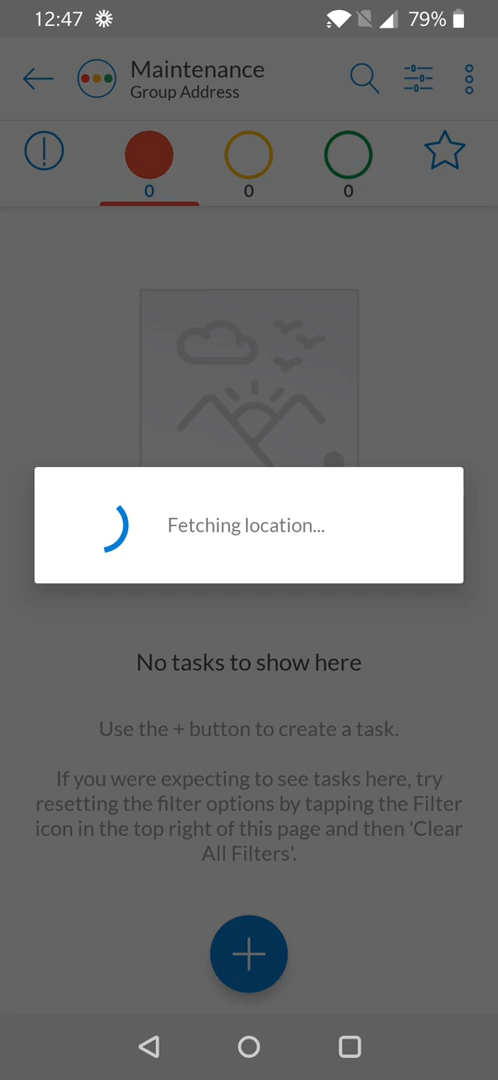 12:47
79%
Maintenance
Group Address
0
0
0
Fetching location...
No tasks to show here
Use the + button to create a task.
If you were expecting to see tasks here, try
resetting the filter options by tapping the Filter
icon in the top right of this page and then 'Clear
All Filters'.